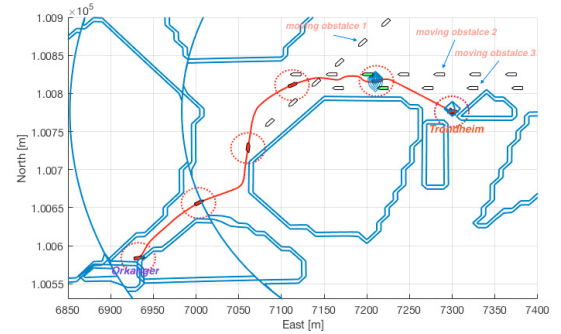 ×10⁵
1.009
moving obstalce 1
1.0085
moving obstalce 2
moving obstalce 3
1.008
Trondheim
1.0075
North [m]
1.007
1.0065
1.006
Orkanger
1.0055
6850 6900 6950 7000 7050 7100 7150 7200 7250 7300 7350 7400
East [m]